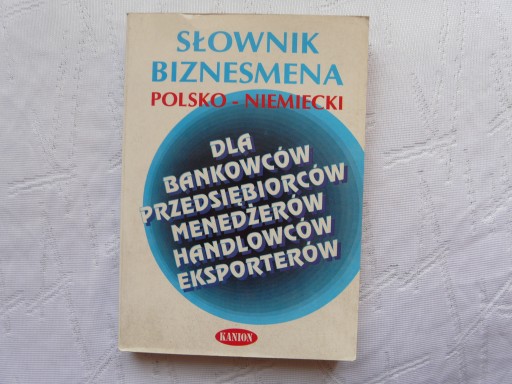 SŁOWNIK
BIZNESMENA
POLSKO - NIEMIECKI
DLA
BANKOWCÓW
PRZEDSIĘBIORCÓW
MENEDŻERÓW
HANDLOWCÓW
EKSPORTERÓW
KANION